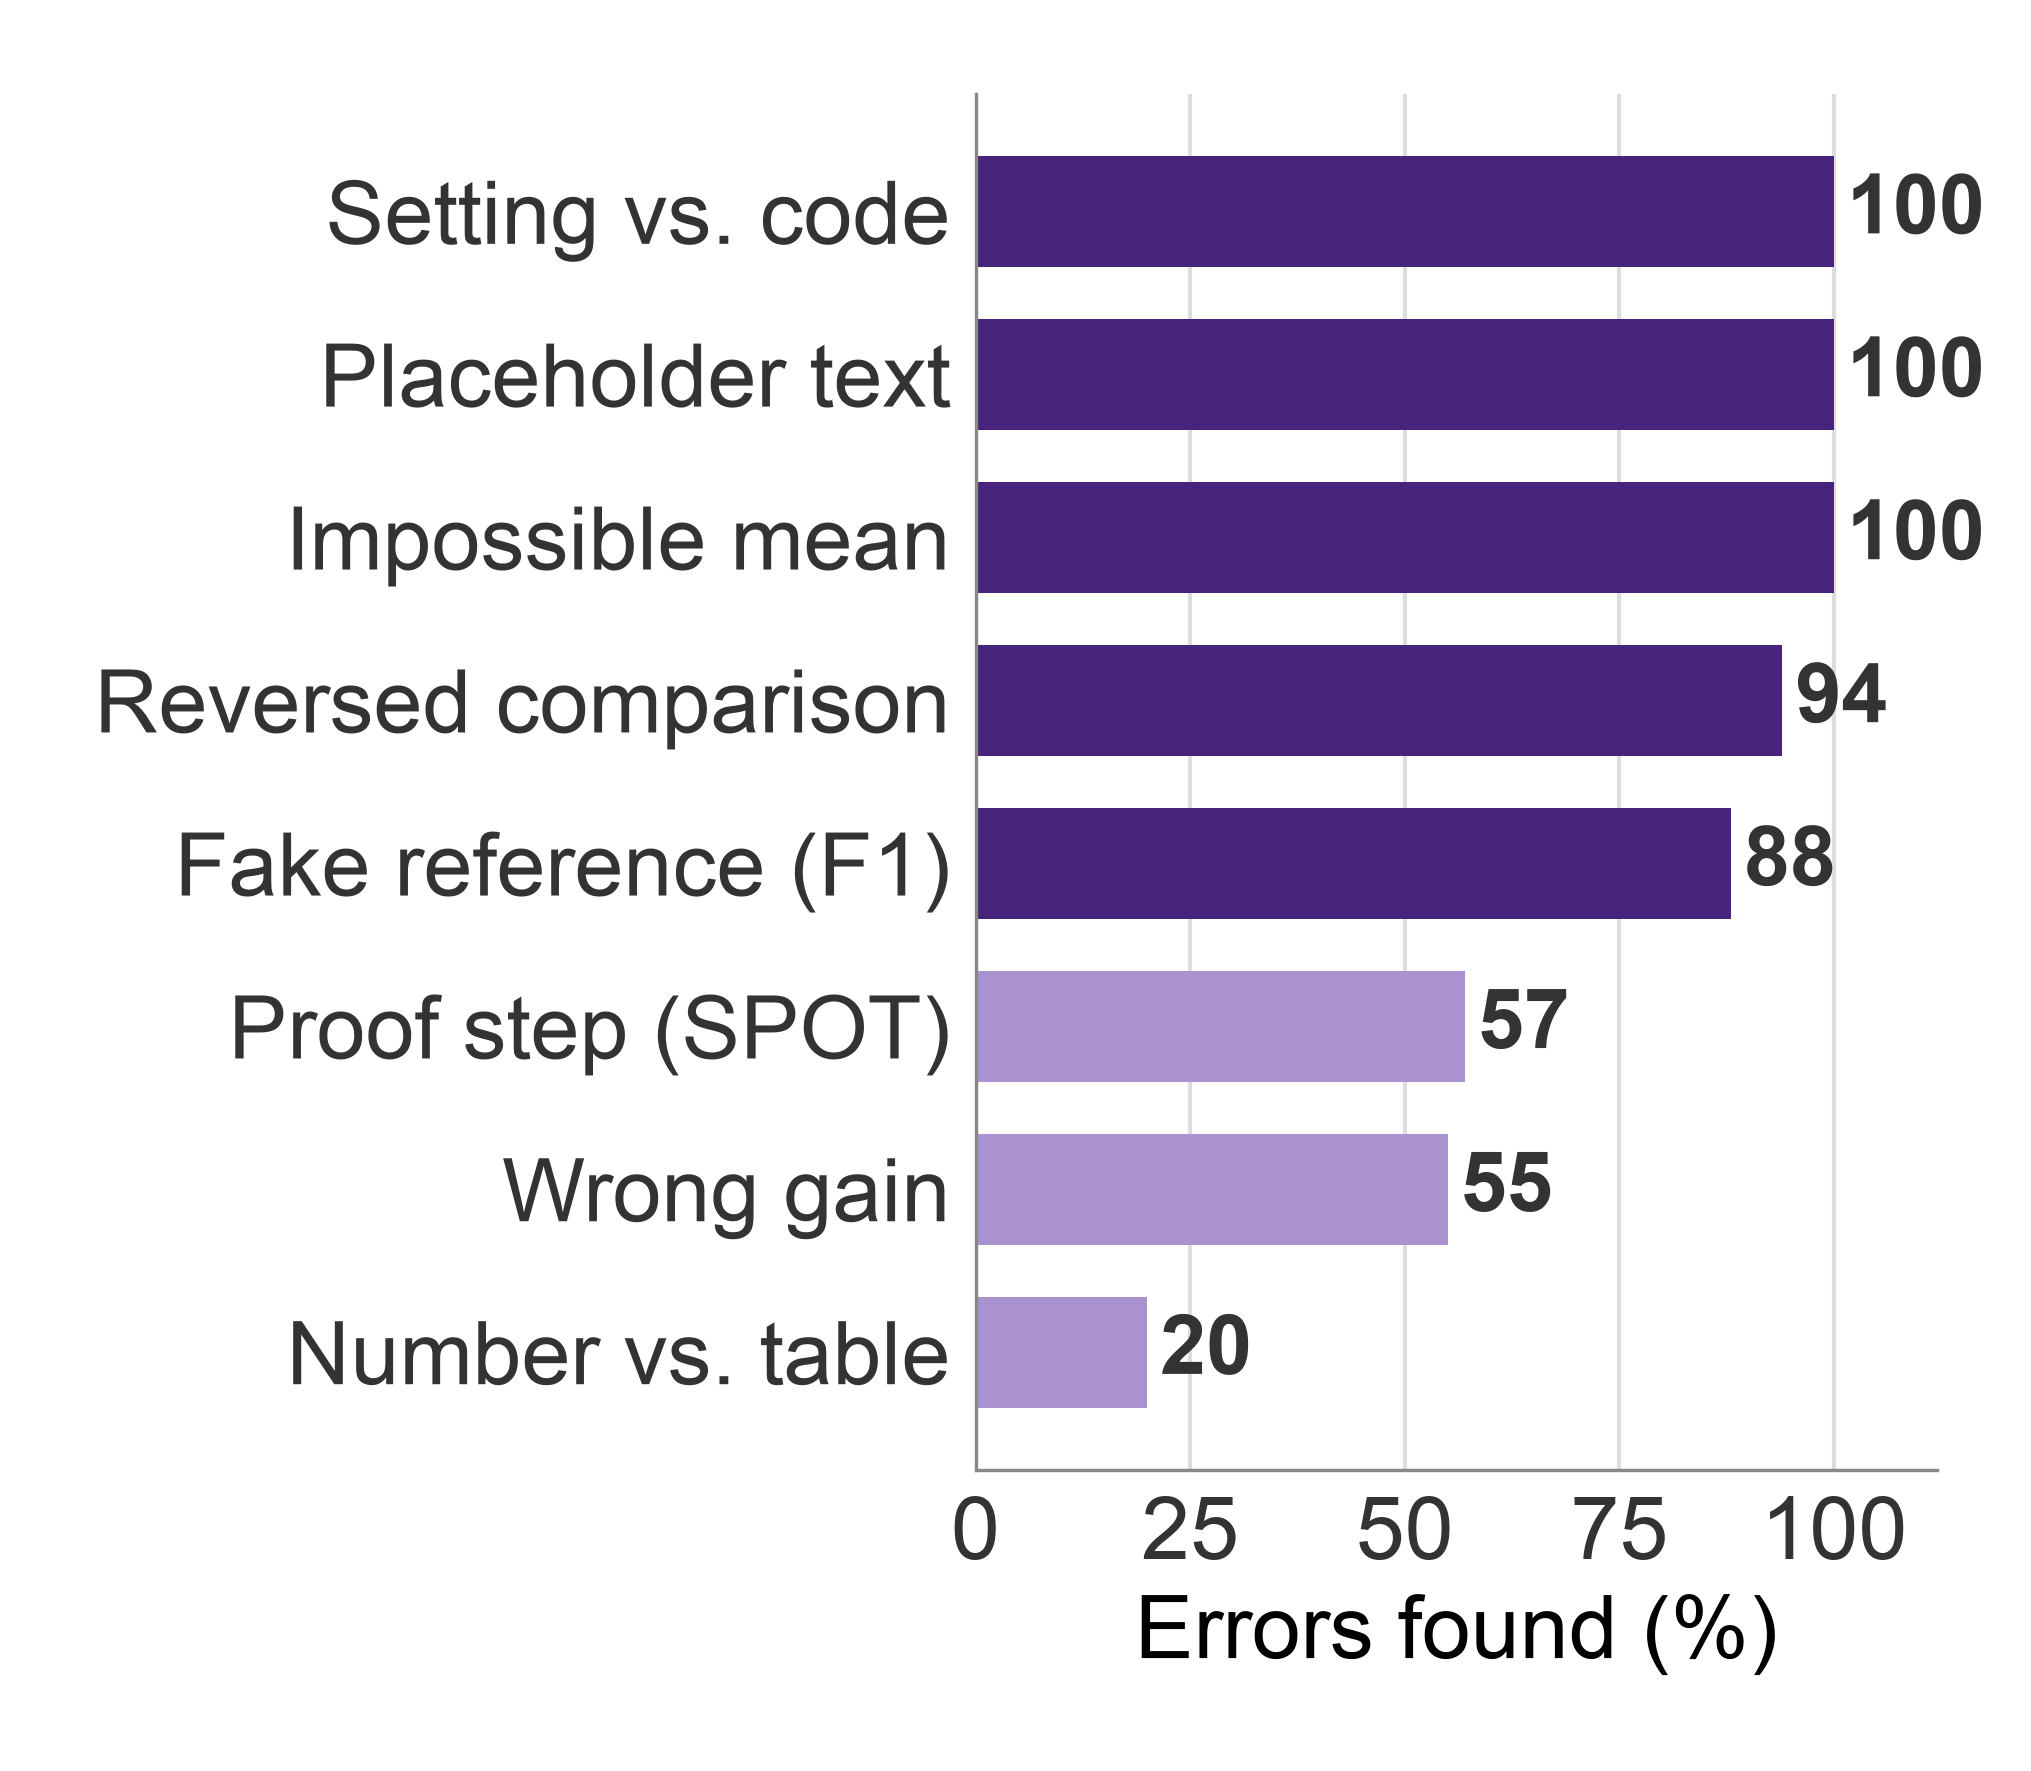 Setting vs. code 100
Placeholder text 100
Impossible mean 100
Reversed comparison 94
Fake reference (F1) 88
Proof step (SPOT) 57
Wrong gain 55
Number vs. table 20
0 25 50 75 100
Errors found (%)